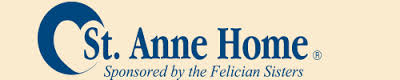 St. Anne Home ®
Sponsored by the Felician Sisters